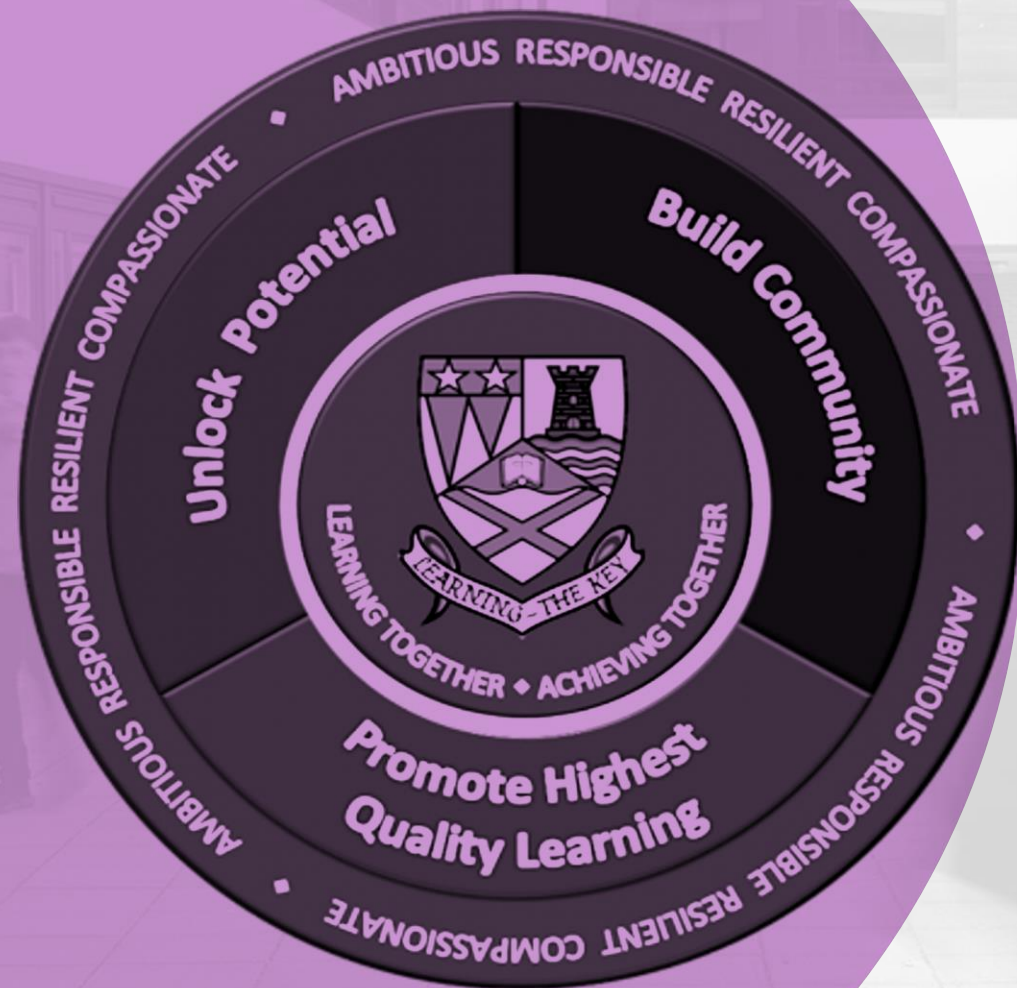 AMBITIOUS RESPONSIBLE RESILIENT COMPASSIONATE
AMBITIOUS RESPONSIBLE RESILIENT COMPASSIONATE
AMBITIOUS RESPONSIBLE RESILIENT COMPASSIONATE
Unlock Potential
Build Community
Promote Highest
Quality Learning
LEARNING-THE KEY
LEARNING TOGETHER ◆ ACHIEVING TOGETHER